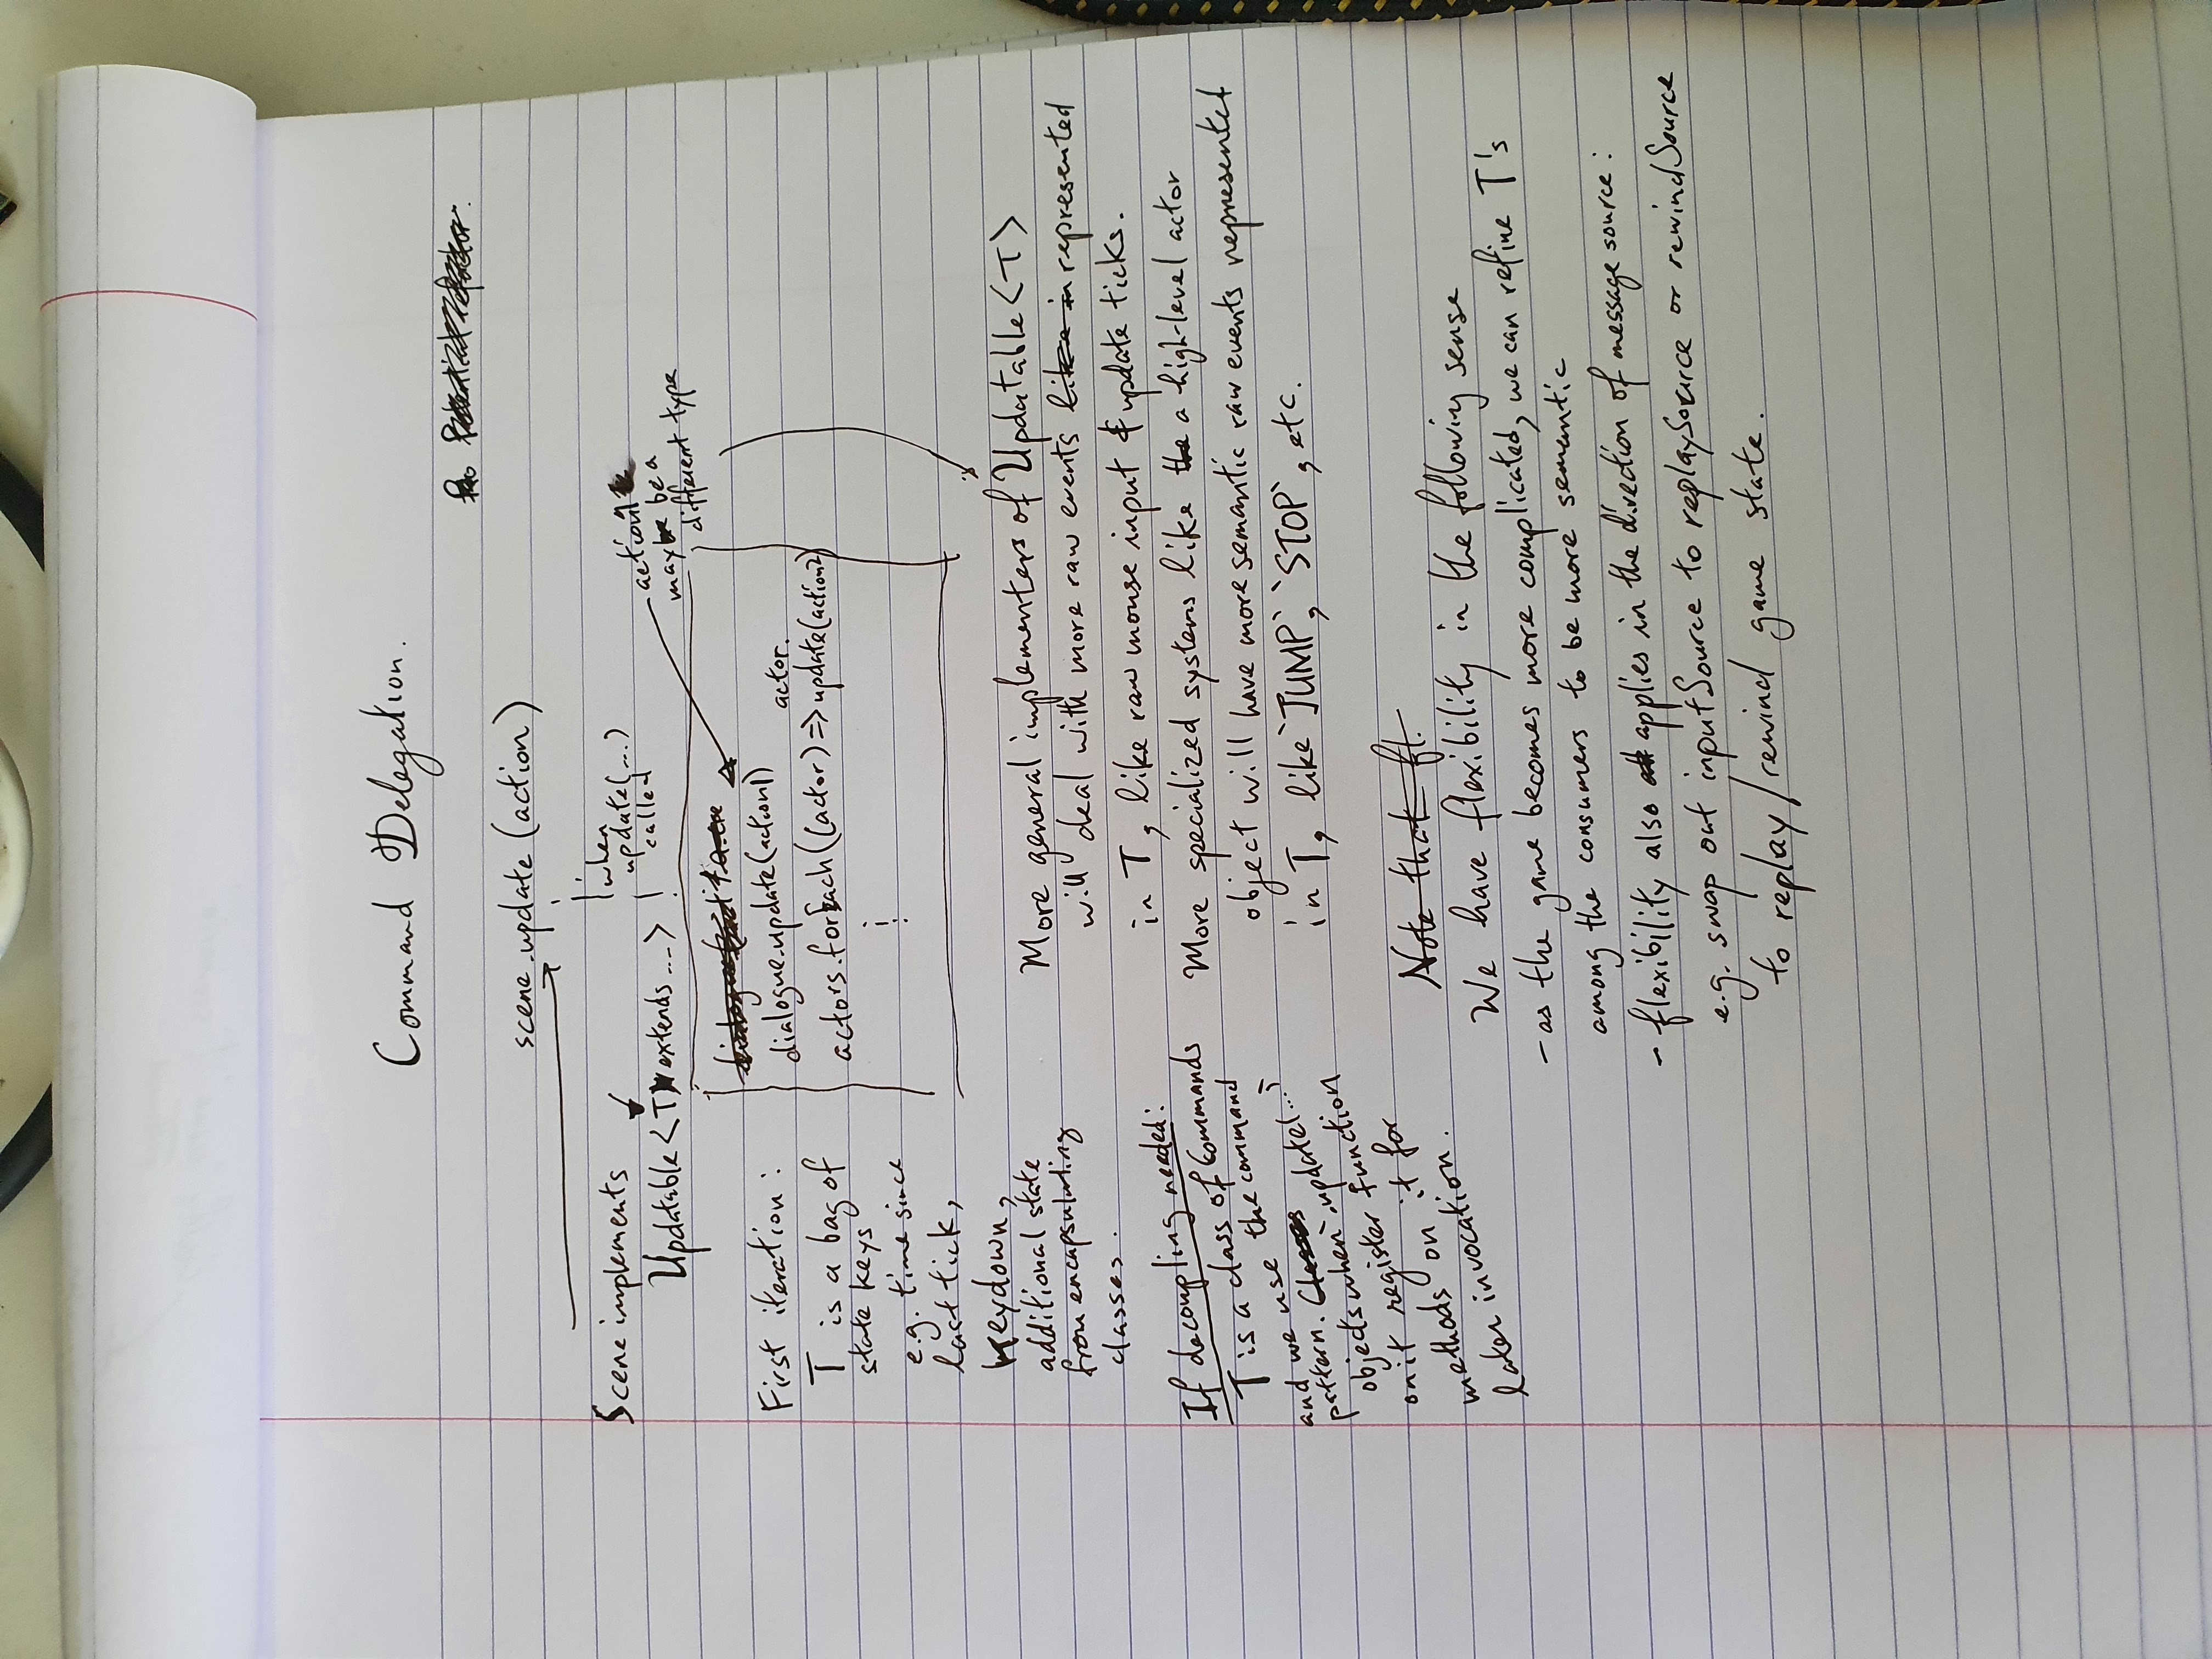 Command Delegation.
scene.update(action)
Scene implements
Updatable<T extends ...>
when
update(...)
called
action1
may be a
different type
dialogue.update(action1)
actor.
actors.forEach((actor) => update(action2)
First iteration:
T is a bag of
state keys
e.g. time since
last tick,
keydown,
additional state
from encapsulating
classes.
If decoupling needed:
T is a class of commands
and we use the command
pattern. Classes
objects when `.update(...)`
on it register function
methods on it for
later invocation.
More general implementers of Updatable<T>
will deal with more raw events like in represented
in T, like raw mouse input & update ticks.
More specialized systems like the a high-level actor
object will have more semantic raw events represented
in T, like `JUMP`, `STOP`, etc.
Note that ft.
We have flexibility in the following sense
- as the game becomes more complicated, we can refine T's
among the consumers to be more semantic
- flexibility also applies in the direction of message source:
e.g. swap out inputSource to replaySource or rewindSource
to replay/rewind game state.